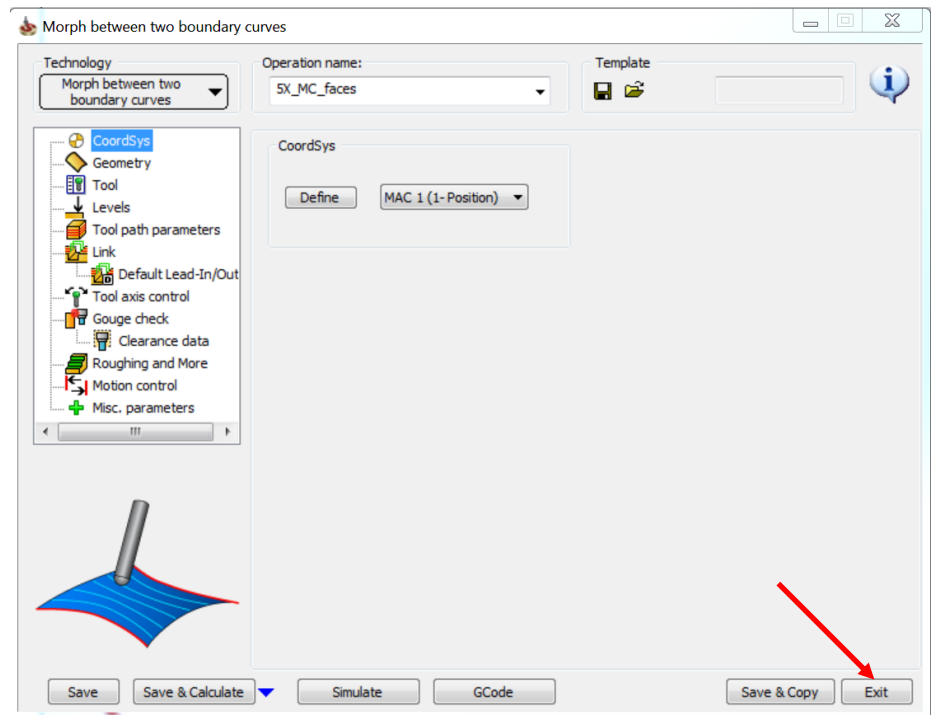 Morph between two boundary curves
Technology
Morph between two
boundary curves
Operation name:
5X_MC_faces
Template
CoordSys
Geometry
Tool
Levels
Tool path parameters
Link
Default Lead-In/Out
Tool axis control
Gouge check
Clearance data
Roughing and More
Motion control
Misc. parameters
CoordSys
Define
MAC 1 (1- Position)
Save
Save & Calculate
Simulate
GCode
Save & Copy
Exit